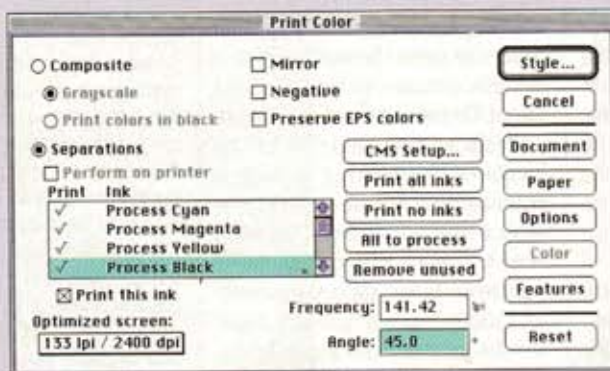 Print Color
Composite
Grayscale
Print colors in black
Separations
Perform on printer
Print Ink
Process Cyan
Process Magenta
Process Yellow
Process Black
Print this ink
Optimized screen:
133 lpi / 2400 dpi
Mirror
Negative
Preserve EPS colors
CMS Setup...
Print all inks
Print no inks
All to process
Remove unused
Frequency: 141.42
Angle: 45.0 °
Style...
Cancel
Document
Paper
Options
Color
Features
Reset